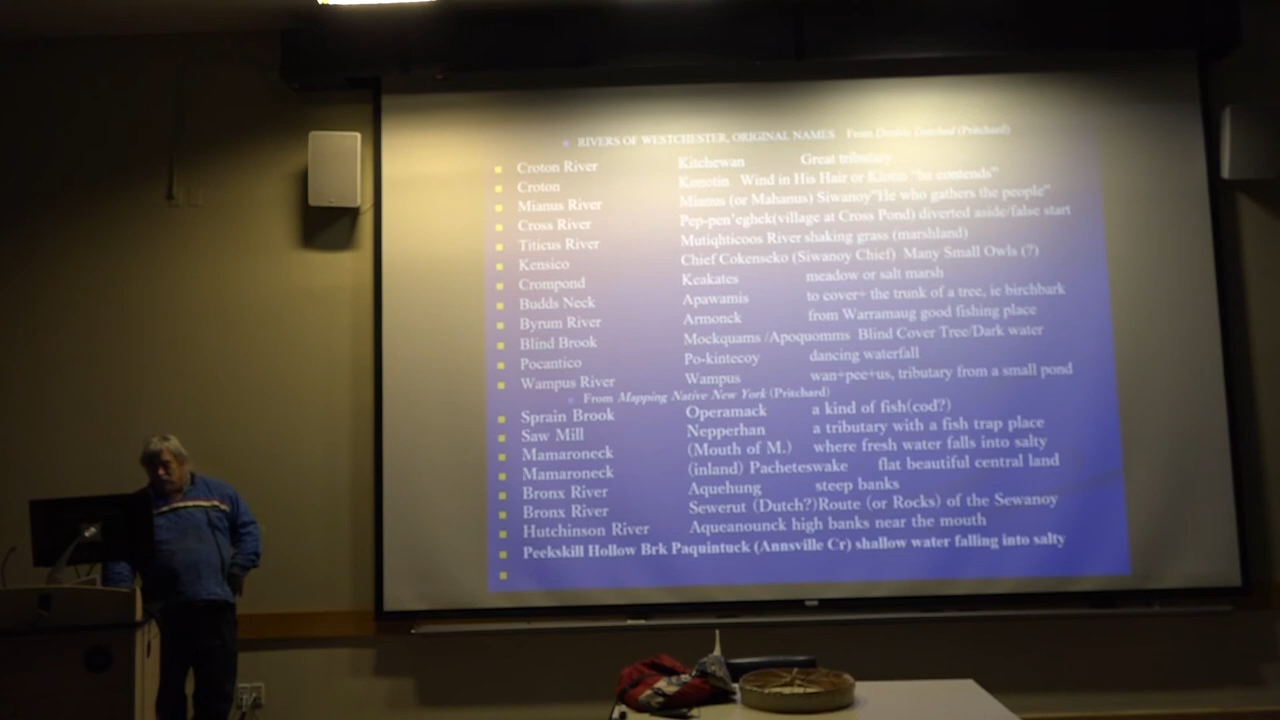 RIVERS OF WESTCHESTER, ORIGINAL NAMES From (Pritchard)
Croton River Kitchewan Great tributary
Croton Wind in His Hair or "he contends"
Mianus River Mianus (or Mahanus) Siwanoy"He who gathers the people"
Cross River Pep-pen'eghek(village at Cross Pond) diverted aside/false start
Titicus River Mutiqhticoos River shaking grass (marshland)
Kensico Chief Cokenseko (Siwanoy Chief) Many Small Owls (?)
Crompond Keakates meadow or salt marsh
Budds Neck Apawamis to cover+ the trunk of a tree, ie birchbark
Byrum River Armonck from Warramaug good fishing place
Blind Brook Mockquams /Apoquomms Blind Cover Tree/Dark water
Pocantico Po-kintecoy dancing waterfall
Wampus River Wampus wan+pee+us, tributary from a small pond
From Mapping Native New York (Pritchard)
Sprain Brook Operamack a kind of fish(cod?)
Saw Mill Nepperhan a tributary with a fish trap place
Mamaroneck (Mouth of M.) where fresh water falls into salty
Mamaroneck (inland) Pacheteswake flat beautiful central land
Bronx River Aquehung steep banks
Bronx River Sewerut (Dutch?)Route (or Rocks) of the Sewanoy
Hutchinson River Aqueanounck high banks near the mouth
Peekskill Hollow Brk Paquintuck (Annsville Cr) shallow water falling into salty